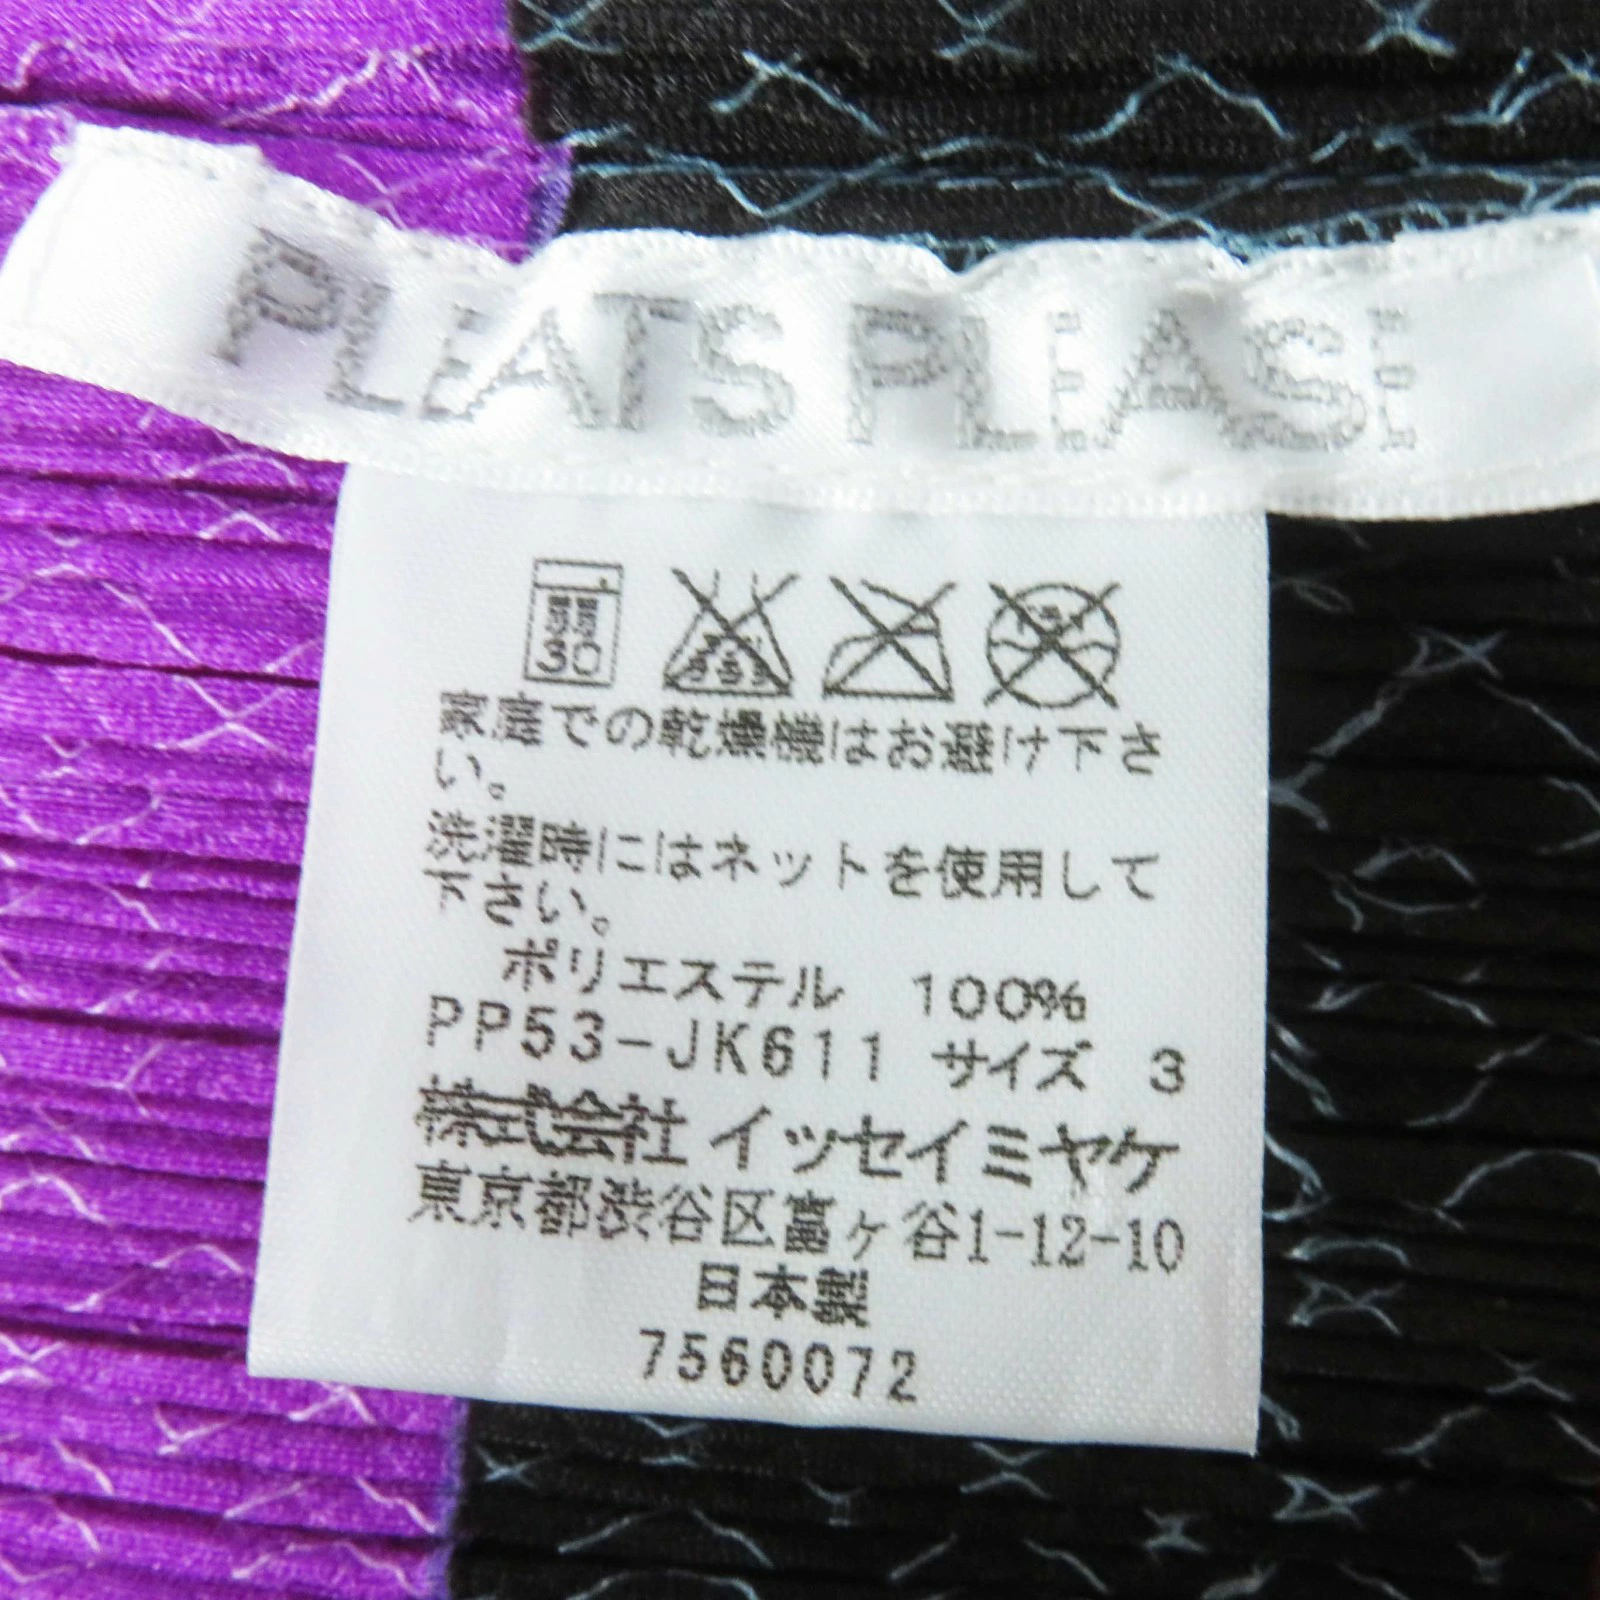 PLEATS PLEASE
30
高温での乾燥機はお避け下さ
い。
洗濯時にはネットを使用して
下さい。
ポリエステル 100%
PP53-JK611 サイズ 3
株式会社イッセイミヤケ
東京都渋谷区富ヶ谷1-12-10
日本製
7560072